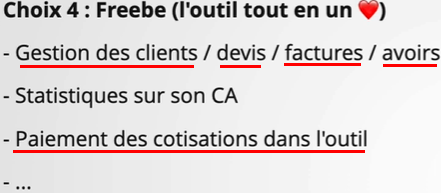 Choix 4 : Freebe (l'outil tout en un ❤️)
- Gestion des clients / devis / factures / avoirs
- Statistiques sur son CA
- Paiement des cotisations dans l'outil
- ...